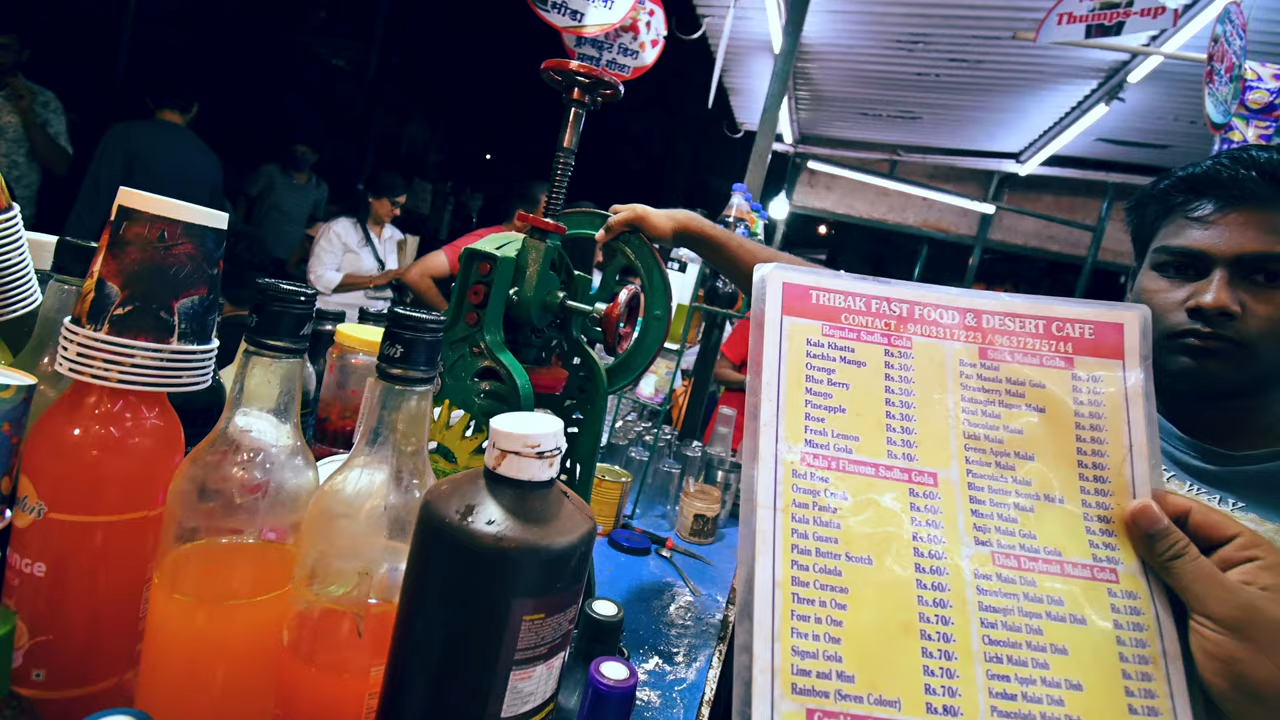 सोडा
ड्रायफ्रुट डिश
मलाई गोळा
Thumps-up
TRIBAK FAST FOOD & DESERT CAFE
CONTACT : 9403317223 /9637275744
Regular Sadha Gola
Kala Khatta Rs.30/-
Kachha Mango Rs.30/-
Orange Rs.30/-
Blue Berry Rs.30/-
Mango Rs.30/-
Pineapple Rs.30/-
Rose Rs.30/-
Fresh Lemon Rs.30/-
Mixed Gola Rs.40/-
Mala's Flavour Sadha Gola
Red Rose Rs.60/-
Orange Crush Rs.60/-
Aam Panha Rs.60/-
Kala Khatta Rs.60/-
Pink Guava Rs.60/-
Plain Butter Scotch Rs.60/-
Pina Colada Rs.60/-
Blue Curacao Rs.60/-
Three in One Rs.70/-
Four in One Rs.70/-
Five in One Rs.70/-
Signal Gola Rs.70/-
Lime and Mint Rs.70/-
Rainbow (Seven Colour) Rs.80/-
Stick Malai Gola
Rose Malai Rs.70/-
Pan Masala Malai Gola
Strawberry Malai Rs.80/-
Ratnagiri Hapus Malai Rs.80/-
Kiwi Malai Rs.80/-
Chocolate Malai Rs.80/-
Lichi Malai Rs.80/-
Green Apple Malai Rs.80/-
Keshar Malai Rs.80/-
Pinacolada Malai Rs.80/-
Blue Butter Scotch Malai Rs.80/-
Blue Berry Malai Rs.80/-
Mixed Malai Rs.80/-
Anjir Malai Gola Rs.90/-
Back Rose Malai Gola Rs.80/-
Dish Dryfruit Malai Gola
Rose Malai Dish Rs.100/-
Strawberry Malai Dish Rs.120/-
Ratnagiri Hapus Malai Dish Rs.120/-
Kiwi Malai Dish Rs.120/-
Chocolate Malai Dish Rs.120/-
Lichi Malai Dish Rs.120/-
Green Apple Malai Dish Rs.120/-
Keshar Malai Dish Rs.120/-
Pinacolada Malai Dish Rs.120/-